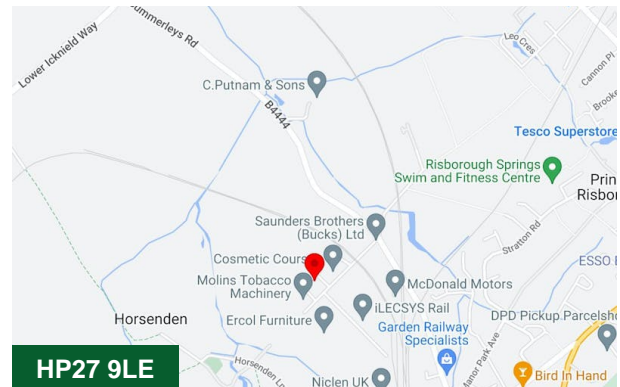 Lower Icknield Way
Summerleys Rd
Leo Cres
Cannon Pl
Brooke
C.Putnam & Sons
B4444
Tesco Superstore
Risborough Springs
Swim and Fitness Centre
Prin
Risbor
Stratton Rd
Saunders Brothers
(Bucks) Ltd
Cosmetic Cours
ESSO
Molins Tobacco
Machinery
McDonald Motors
iLECSYS Rail
DPD Pickup Parcelsho
Horsenden
Ercol Furniture
Garden Railway
Specialists
Manor Park Ave
HP27 9LE
Horsenden Ln
Niclen UK
Bird In Hand